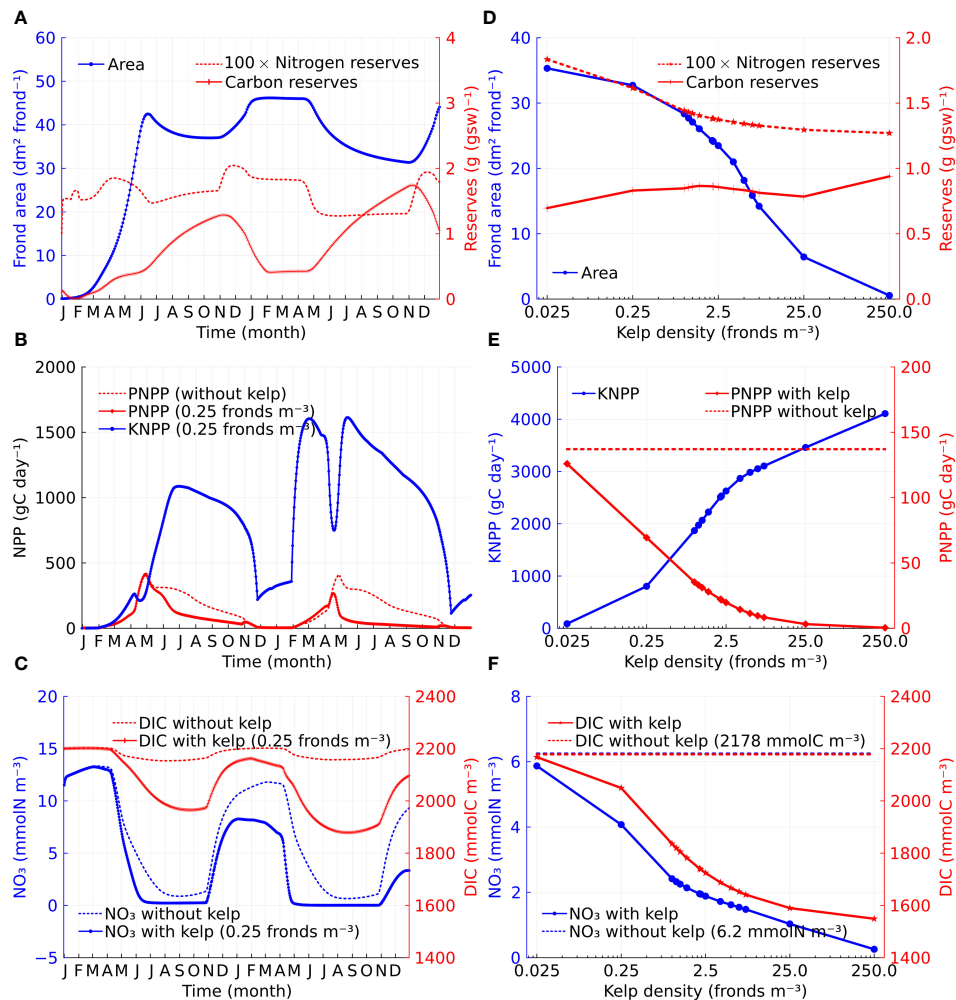 A
60
50
40
30
20
10
0
Frond area (dm² frond⁻¹)
Area
100 × Nitrogen reserves
Carbon reserves
4
3
2
1
0
Reserves (g (gsw)⁻¹)
J F M A M J J A S O N D J F M A M J J A S O N D
Time (month)
D
40
30
20
10
0
Frond area (dm² frond⁻¹)
100 × Nitrogen reserves
Carbon reserves
Area
2.0
1.5
1.0
0.5
0.0
Reserves (g (gsw)⁻¹)
0.025 0.25 2.5 25.0 250.0
Kelp density (fronds m⁻³)
B
2000
1500
1000
500
0
NPP (gC day⁻¹)
PNPP (without kelp)
PNPP (0.25 fronds m⁻³)
KNPP (0.25 fronds m⁻³)
J F M A M J J A S O N D J F M A M J J A S O N D
Time (month)
E
5000
4000
3000
2000
1000
0
KNPP (gC day⁻¹)
KNPP
PNPP with kelp
PNPP without kelp
200
150
100
50
0
PNPP (gC day⁻¹)
0.025 0.25 2.5 25.0 250.0
Kelp density (fronds m⁻³)
C
20
15
10
5
0
−5
NO₃ (mmolN m⁻³)
DIC without kelp
DIC with kelp (0.25 fronds m⁻³)
NO₃ without kelp
NO₃ with kelp (0.25 fronds m⁻³)
2400
2200
2000
1800
1600
1400
DIC (mmolC m⁻³)
J F M A M J J A S O N D J F M A M J J A S O N D
Time (month)
F
8
6
4
2
0
NO₃ (mmolN m⁻³)
DIC with kelp
DIC without kelp (2178 mmolC m⁻³)
NO₃ with kelp
NO₃ without kelp (6.2 mmolN m⁻³)
2400
2200
2000
1800
1600
1400
DIC (mmolC m⁻³)
0.025 0.25 2.5 25.0 250.0
Kelp density (fronds m⁻³)